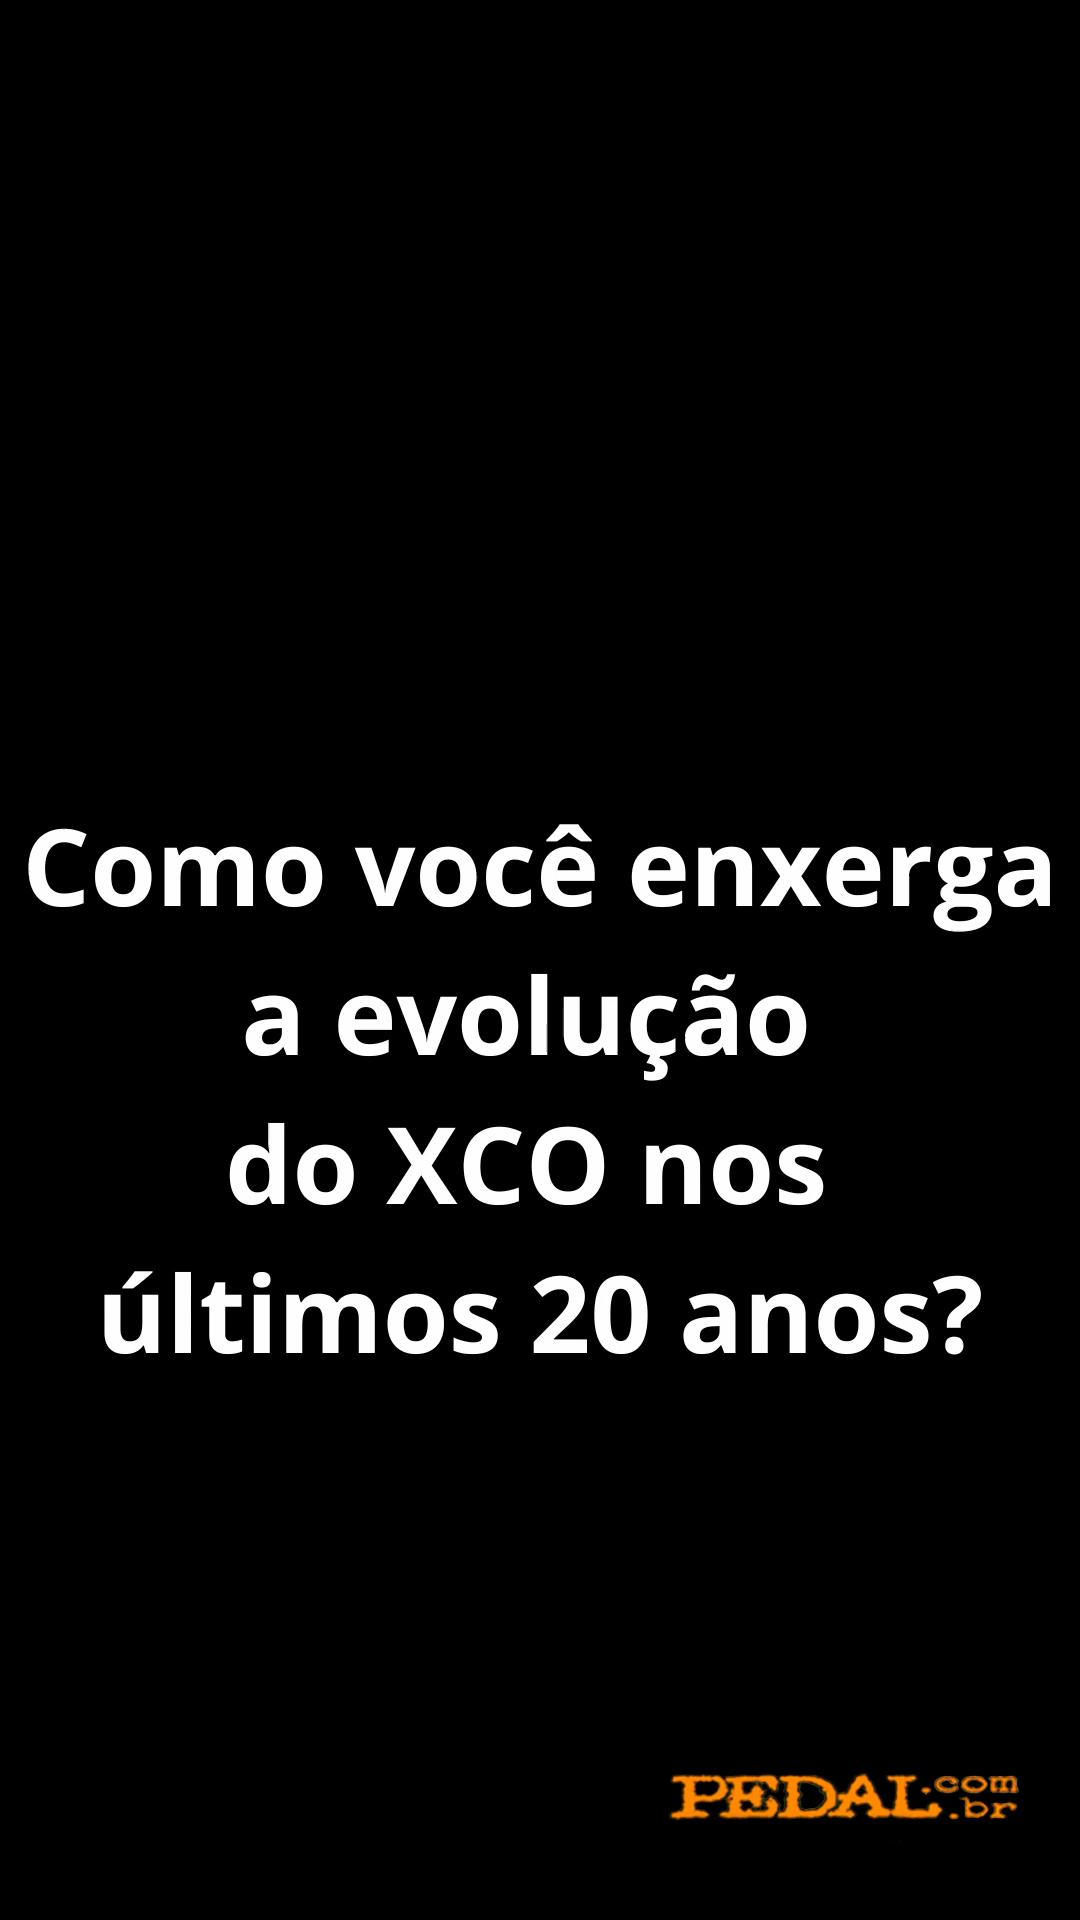 Como você enxerga
a evolução
do XCO nos
últimos 20 anos?
PEDAL.com.br